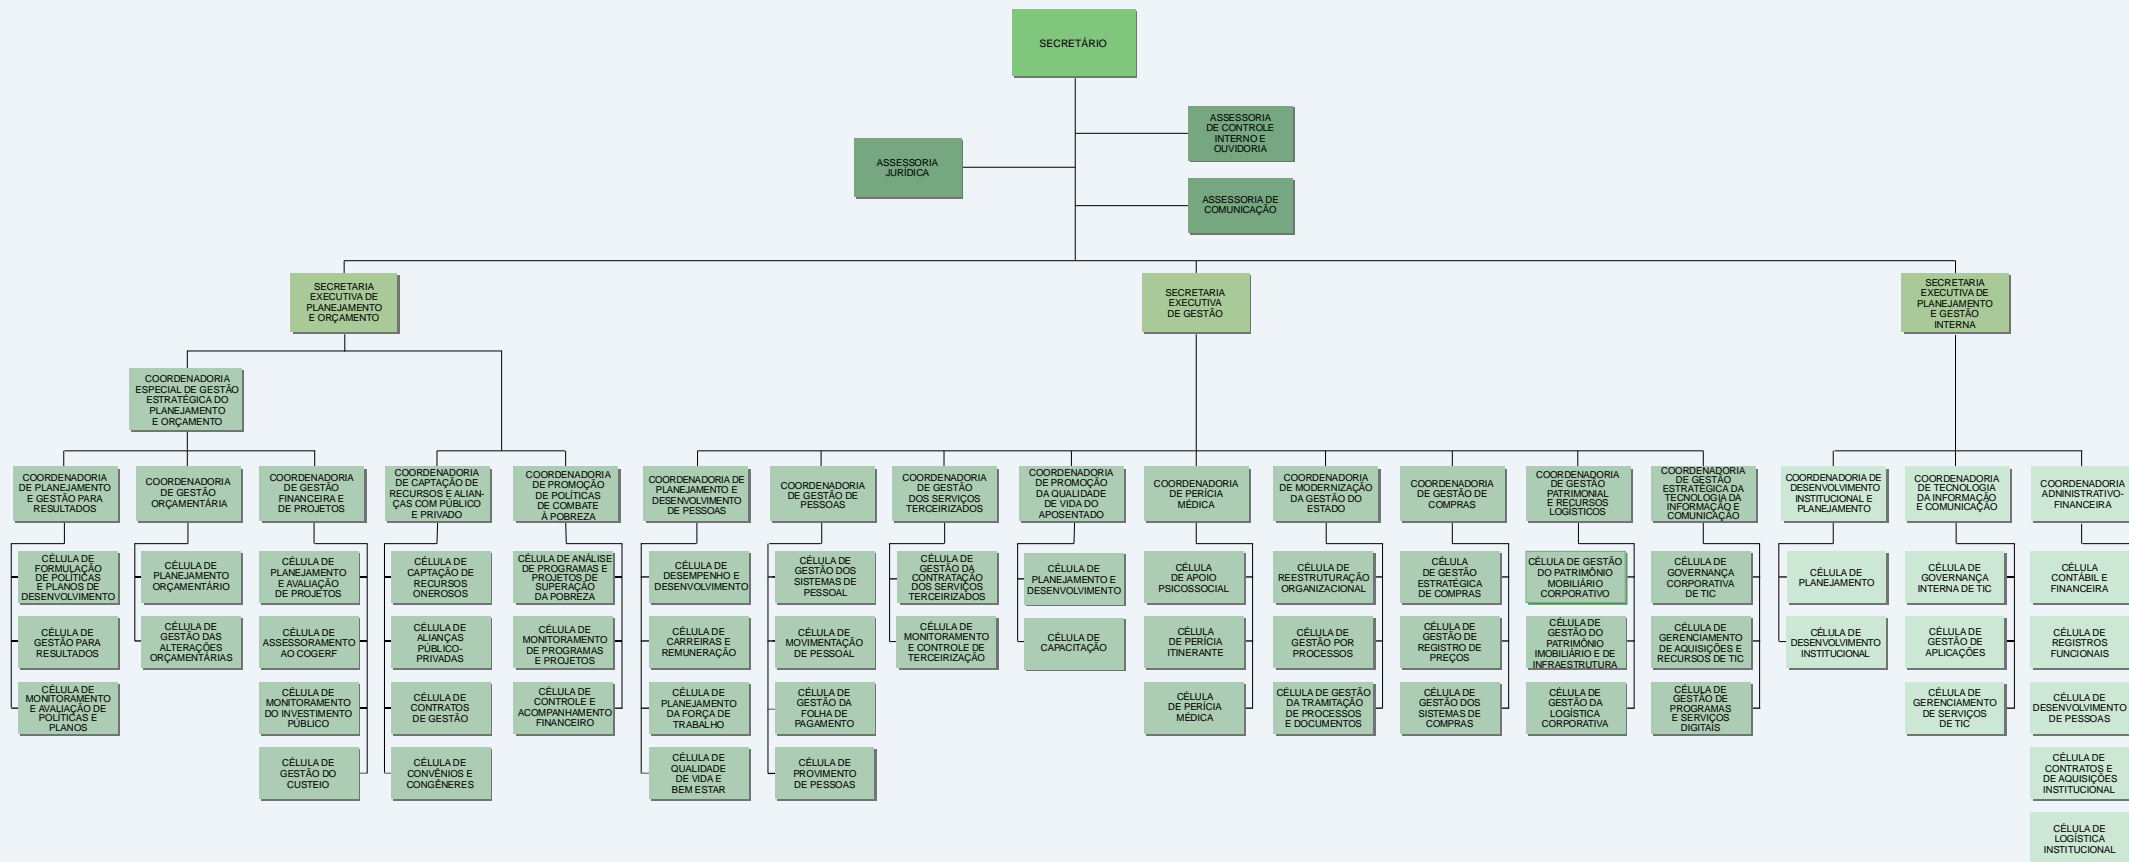 SECRETÁRIO
ASSESSORIA
DE CONTROLE
INTERNO E
OUVIDORIA
ASSESSORIA
JURÍDICA
ASSESSORIA DE
COMUNICAÇÃO
SECRETARIA
EXECUTIVA DE
PLANEJAMENTO
E ORÇAMENTO
SECRETARIA
EXECUTIVA
DE GESTÃO
SECRETARIA
EXECUTIVA DE
PLANEJAMENTO
E GESTÃO
INTERNA
COORDENADORIA
ESPECIAL DE GESTÃO
ESTRATÉGICA DO
PLANEJAMENTO
E ORÇAMENTO
COORDENADORIA
DE PLANEJAMENTO
E GESTÃO PARA
RESULTADOS
COORDENADORIA
DE GESTÃO
ORÇAMENTÁRIA
COORDENADORIA
DE GESTÃO
FINANCEIRA E
DE PROJETOS
COORDENADORIA
DE CAPTAÇÃO DE
RECURSOS E ALIAN-
ÇAS COM PÚBLICO
E PRIVADO
COORDENADORIA
DE PROMOÇÃO
DE POLÍTICAS
DE COMBATE
À POBREZA
COORDENADORIA DE
PLANEJAMENTO E
DESENVOLVIMENTO
DE PESSOAS
COORDENADORIA
DE GESTÃO DE
PESSOAS
COORDENADORIA
DE GESTÃO
DOS SERVIÇOS
TERCEIRIZADOS
COORDENADORIA
DE PROMOÇÃO
DA QUALIDADE
DE VIDA DO
APOSENTADO
COORDENADORIA
DE PERÍCIA
MÉDICA
COORDENADORIA
DE MODERNIZAÇÃO
DA GESTÃO DO
ESTADO
COORDENADORIA
DE GESTÃO DE
COMPRAS
COORDENADORIA
DE GESTÃO
PATRIMONIAL
E RECURSOS
LOGÍSTICOS
COORDENADORIA
DE GESTÃO
ESTRATÉGICA DA
TECNOLOGIA DA
INFORMAÇÃO E
COMUNICAÇÃO
COORDENADORIA DE
DESENVOLVIMENTO
INSTITUCIONAL E
PLANEJAMENTO
COORDENADORIA
DE TECNOLOGIA
DA INFORMAÇÃO
E COMUNICAÇÃO
COORDENADORIA
ADNINISTRATIVO-
FINANCEIRA
CÉLULA DE
FORMULAÇÃO
DE POLÍTICAS
E PLANOS DE
DESENVOLVIMENTO
CÉLULA DE
PLANEJAMENTO
ORÇAMENTÁRIO
CÉLULA DE
PLANEJAMENTO
E AVALIAÇÃO
DE PROJETOS
CÉLULA DE
CAPTAÇÃO DE
RECURSOS
ONEROSOS
CÉLULA DE ANÁLISE
DE PROGRAMAS E
PROJETOS DE
SUPERAÇÃO
DA POBREZA
CÉLULA DE
DESEMPENHO E
DESENVOLVIMENTO
CÉLULA DE
GESTÃO DOS
SISTEMAS DE
PESSOAL
CÉLULA DE
GESTÃO DA
CONTRATAÇÃO
DOS SERVIÇOS
TERCEIRIZADOS
CÉLULA DE
PLANEJAMENTO E
DESENVOLVIMENTO
CÉLULA
DE APOIO
PSICOSSOCIAL
CÉLULA DE
REESTRUTURAÇÃO
ORGANIZACIONAL
CÉLULA
DE GESTÃO
ESTRATÉGICA
DE COMPRAS
CÉLULA DE GESTÃO
DO PATRIMÔNIO
MOBILIÁRIO
CORPORATIVO
CÉLULA DE
GOVERNANÇA
CORPORATIVA
DE TIC
CÉLULA DE
PLANEJAMENTO
CÉLULA DE
GOVERNANÇA
INTERNA DE TIC
CÉLULA
CONTÁBIL E
FINANCEIRA
CÉLULA DE
GESTÃO PARA
RESULTADOS
CÉLULA DE
GESTÃO DAS
ALTERAÇÕES
ORÇAMENTÁRIAS
CÉLULA DE
ASSESSORAMENTO
AO COGERF
CÉLULA DE
ALIANÇAS
PÚBLICO-
PRIVADAS
CÉLULA DE
MONITORAMENTO
DE PROGRAMAS
E PROJETOS
CÉLULA DE
CARREIRAS E
REMUNERAÇÃO
CÉLULA DE
MOVIMENTAÇÃO
DE PESSOAL
CÉLULA DE
MONITORAMENTO
E CONTROLE DE
TERCEIRIZAÇÃO
CÉLULA DE
CAPACITAÇÃO
CÉLULA
DE PERÍCIA
ITINERANTE
CÉLULA DE
GESTÃO POR
PROCESSOS
CÉLULA DE
GESTÃO DE
REGISTRO DE
PREÇOS
CÉLULA DE
GESTÃO DO
PATRIMÔNIO
IMOBILIÁRIO E DE
INFRAESTRUTURA
CÉLULA DE
GERENCIAMENTO
DE AQUISIÇÕES E
RECURSOS DE TIC
CÉLULA DE
DESENVOLVIMENTO
INSTITUCIONAL
CÉLULA DE
GESTÃO DE
APLICAÇÕES
CÉLULA DE
REGISTROS
FUNCIONAIS
CÉLULA DE
MONITORAMENTO
E AVALIAÇÃO DE
POLÍTICAS E
PLANOS
CÉLULA DE
MONITORAMENTO
DO INVESTIMENTO
PÚBLICO
CÉLULA DE
CONTRATOS
DE GESTÃO
CÉLULA DE
CONTROLE E
ACOMPANHAMENTO
FINANCEIRO
CÉLULA DE
PLANEJAMENTO
DA FORÇA DE
TRABALHO
CÉLULA DE
GESTÃO DA
FOLHA DE
PAGAMENTO
CÉLULA
DE PERÍCIA
MÉDICA
CÉLULA DE GESTÃO
DA TRAMITAÇÃO
DE PROCESSOS
E DOCUMENTOS
CÉLULA DE
GESTÃO DOS
SISTEMAS DE
COMPRAS
CÉLULA DE
GESTÃO DA
LOGÍSTICA
CORPORATIVA
CÉLULA DE
GESTÃO DE
PROGRAMAS
E SERVIÇOS
DIGITAIS
CÉLULA DE
GERENCIAMENTO
DE SERVIÇOS
DE TIC
CÉLULA DE
DESENVOLVIMENTO
DE PESSOAS
CÉLULA DE
GESTÃO DO
CUSTEIO
CÉLULA DE
CONVÊNIOS E
CONGÊNERES
CÉLULA DE
QUALIDADE
DE VIDA E
BEM ESTAR
CÉLULA DE
PROVIMENTO
DE PESSOAS
CÉLULA DE
CONTRATOS E
DE AQUISIÇÕES
INSTITUCIONAL
CÉLULA DE
LOGÍSTICA
INSTITUCIONAL